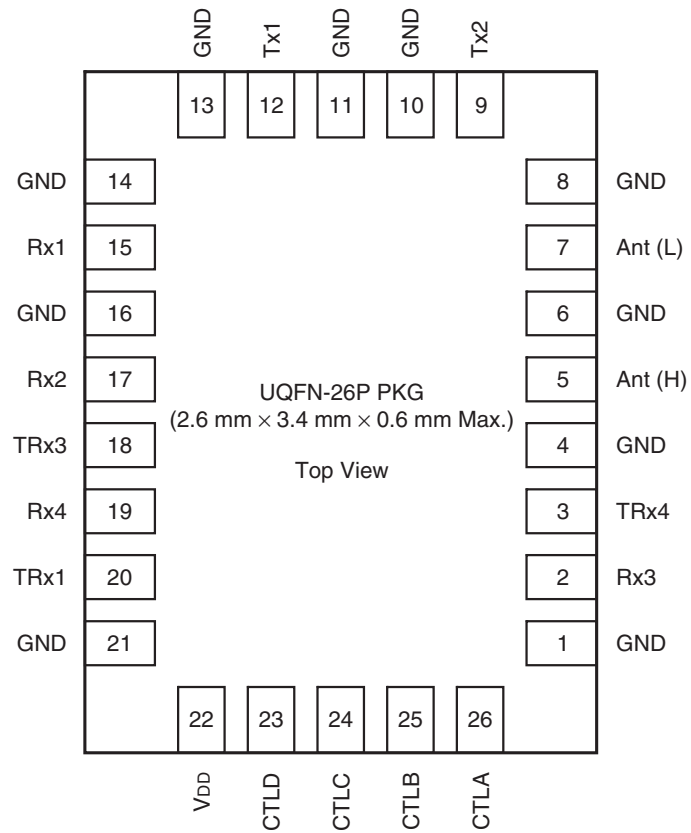 GND Tx1 GND GND Tx2
13 12 11 10 9
GND 14 8 GND
Rx1 15 7 Ant (L)
GND 16 6 GND
Rx2 17 5 Ant (H)
UQFN-26P PKG
(2.6 mm × 3.4 mm × 0.6 mm Max.)
TRx3 18 4 GND
Top View
Rx4 19 3 TRx4
TRx1 20 2 Rx3
GND 21 1 GND
22 23 24 25 26
VDD CTLD CTLC CTLB CTLA